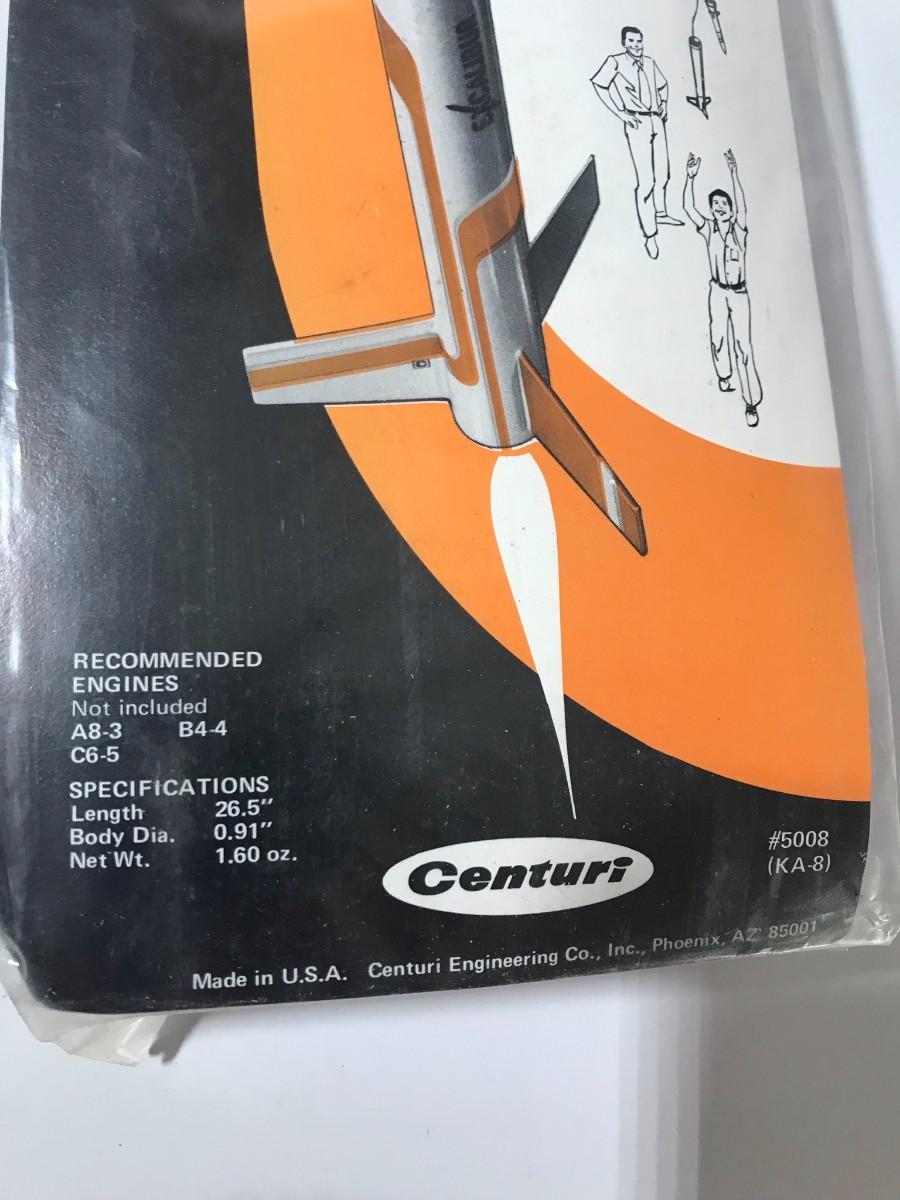 EXCALIBUR
C
RECOMMENDED
ENGINES
Not included
A8-3 B4-4
C6-5
SPECIFICATIONS
Length 26.5"
Body Dia. 0.91"
Net Wt. 1.60 oz.
Centuri
#5008
(KA-8)
Made in U.S.A. Centuri Engineering Co., Inc., Phoenix, AZ 85001